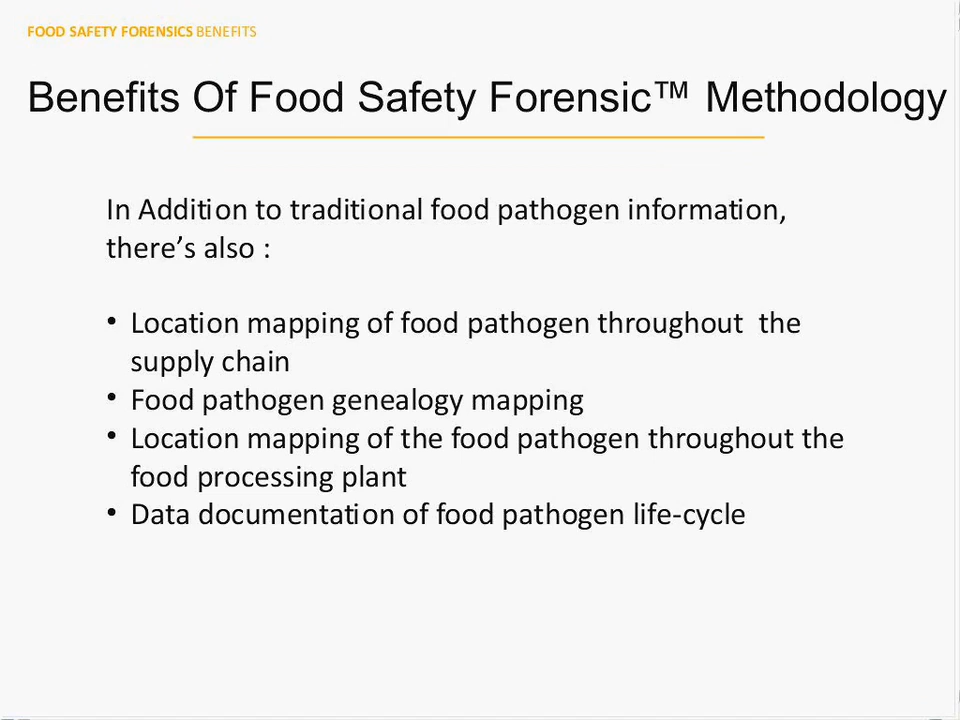 FOOD SAFETY FORENSICS BENEFITS
Benefits Of Food Safety Forensic™ Methodology
In Addition to traditional food pathogen information,
there’s also :
• Location mapping of food pathogen throughout  the
supply chain
• Food pathogen genealogy mapping
• Location mapping of the food pathogen throughout the
food processing plant
• Data documentation of food pathogen life-cycle